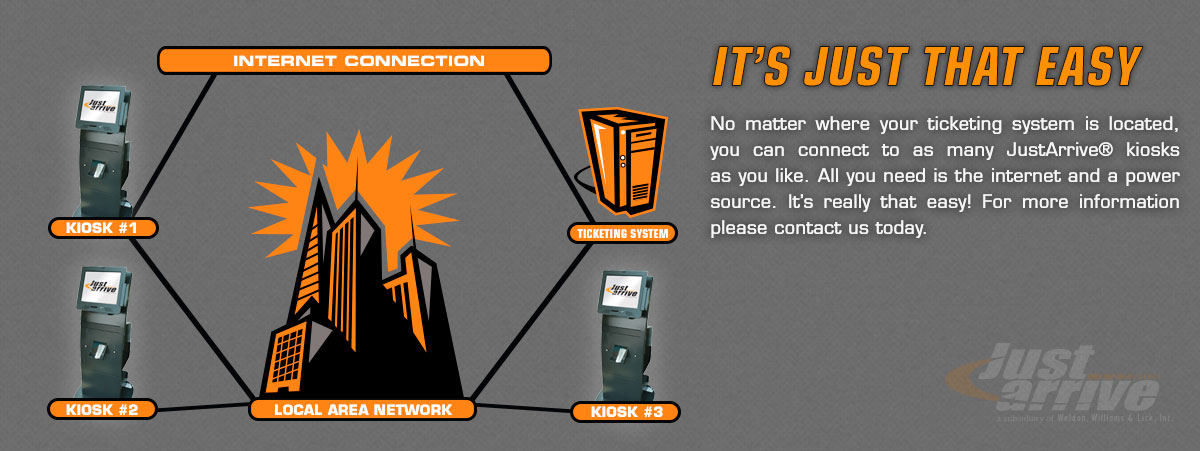 INTERNET CONNECTION
IT'S JUST THAT EASY
No matter where your ticketing system is located,
you can connect to as many JustArrive® kiosks
as you like. All you need is the internet and a power
source. It's really that easy! For more information
please contact us today.
Just
arrive
KIOSK #1
TICKETING SYSTEM
Just
arrive
KIOSK #2
Just
arrive
KIOSK #3
LOCAL AREA NETWORK
Just
arrive
a subsidiary of Weldon, Williams & Lick, Inc.